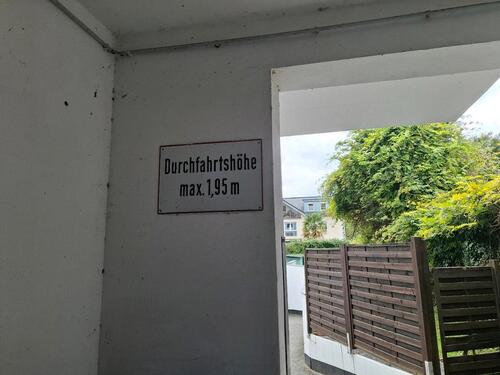 Durchfahrtshöhe
max. 1,95 m